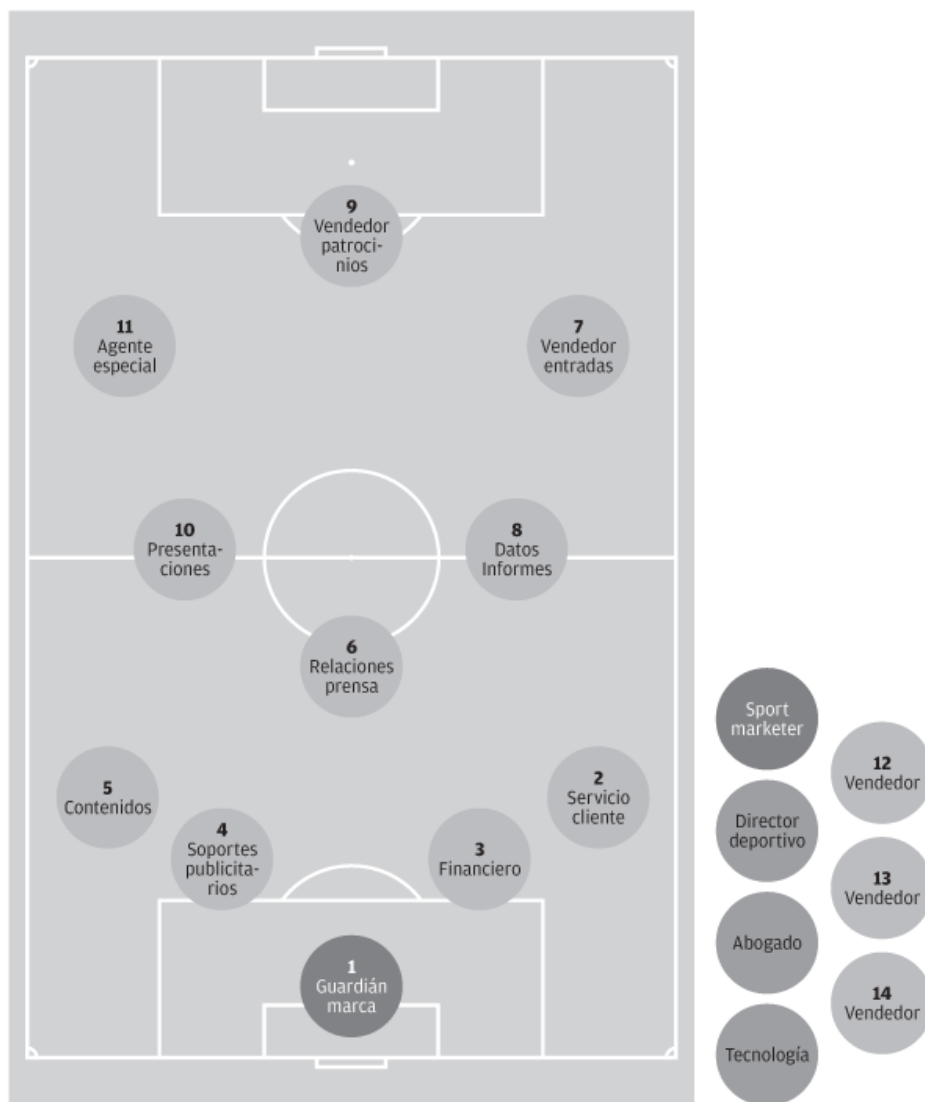 9
Vendedor
patroci-
nios
11
Agente
especial
7
Vendedor
entradas
10
Presenta-
ciones
8
Datos
Informes
6
Relaciones
prensa
5
Contenidos
4
Soportes
publicita-
rios
3
Financiero
2
Servicio
cliente
1
Guardián
marca
Sport
marketer
Director
deportivo
Abogado
Tecnología
12
Vendedor
13
Vendedor
14
Vendedor